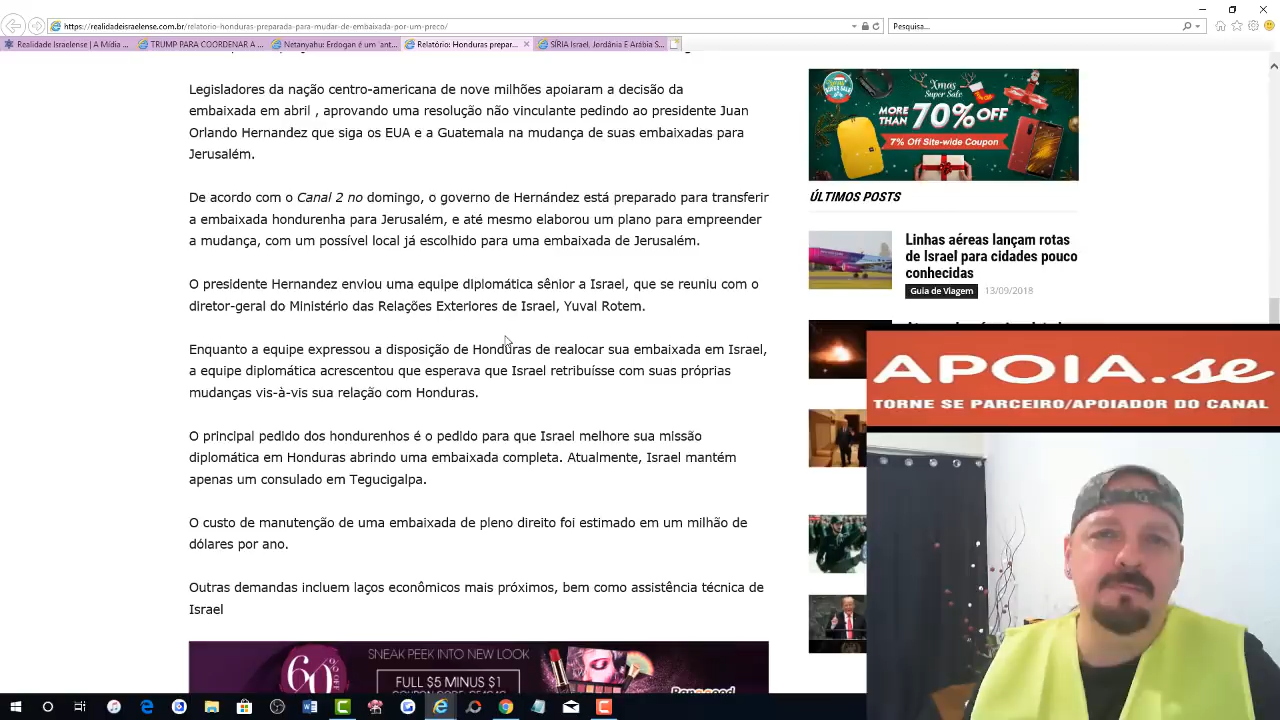 https://realidadeisraelense.com.br/relatorio-honduras-preparada-para-mudar-de-embaixada-por-um-preco/
Pesquisa...
Realidade Israelense | A Mídi...
TRUMP PARA COORDENAR A ...
Netanyahu Erdogan é um 'ant...
Relatório: Honduras prepar...
SÍRIA Israel, Jordânia E Arábia S...
Legisladores da nação centro-americana de nove milhões apoiaram a decisão da
embaixada em abril , aprovando uma resolução não vinculante pedindo ao presidente Juan
Orlando Hernandez que siga os EUA e a Guatemala na mudança de suas embaixadas para
Jerusalém.
De acordo com o Canal 2 no domingo, o governo de Hernández está preparado para transferir
a embaixada hondurenha para Jerusalém, e até mesmo elaborou um plano para empreender
a mudança, com um possível local já escolhido para uma embaixada de Jerusalém.
O presidente Hernandez enviou uma equipe diplomática sênior a Israel, que se reuniu com o
diretor-geral do Ministério das Relações Exteriores de Israel, Yuval Rotem.
Enquanto a equipe expressou a disposição de Honduras de realocar sua embaixada em Israel,
a equipe diplomática acrescentou que esperava que Israel retribuísse com suas próprias
mudanças vis-à-vis sua relação com Honduras.
O principal pedido dos hondurenhos é o pedido para que Israel melhore sua missão
diplomática em Honduras abrindo uma embaixada completa. Atualmente, Israel mantém
apenas um consulado em Tegucigalpa.
O custo de manutenção de uma embaixada de pleno direito foi estimado em um milhão de
dólares por ano.
Outras demandas incluem laços econômicos mais próximos, bem como assistência técnica de
Israel
SNEAK PEEK INTO NEW LOOK
60%
FULL $5 MINUS $1
Xmas
Super Sale
MORE
THAN 70% OFF
7% Off Site-wide Coupon
ÚLTIMOS POSTS
Linhas aéreas lançam rotas
de Israel para cidades pouco
conhecidas
Guia de Viagem 13/09/2018
APOIA.se
TORNE SE PARCEIRO/APOIADOR DO CANAL